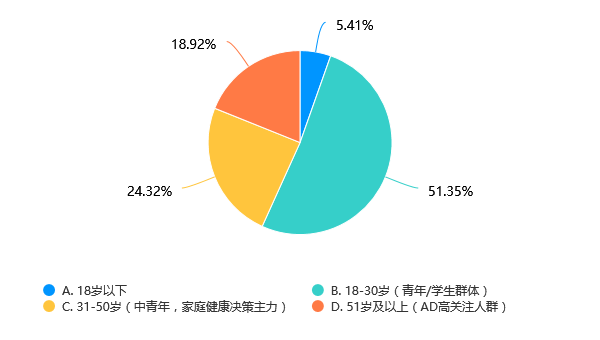 5.41%
18.92%
24.32%
51.35%
A. 18岁以下
B. 18-30岁（青年/学生群体）
C. 31-50岁（中青年，家庭健康决策主力）
D. 51岁及以上（AD高关注人群）